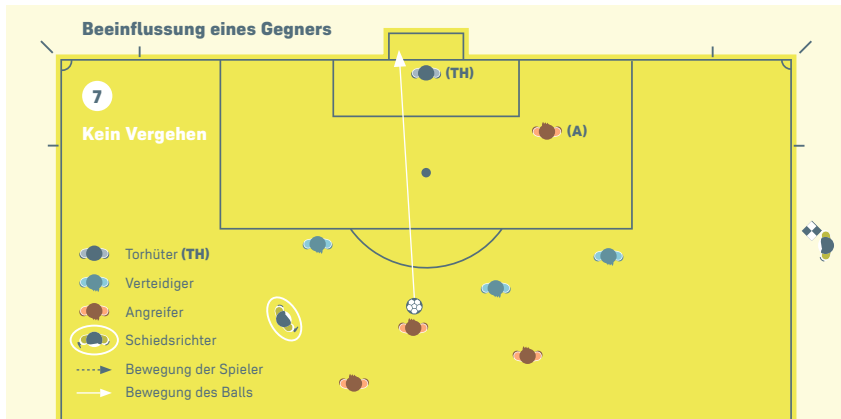 Beeinflussung eines Gegners
(TH)
7
(A)
Kein Vergehen
Torhüter (TH)
Verteidiger
Angreifer
Schiedsrichter
Bewegung der Spieler
Bewegung des Balls